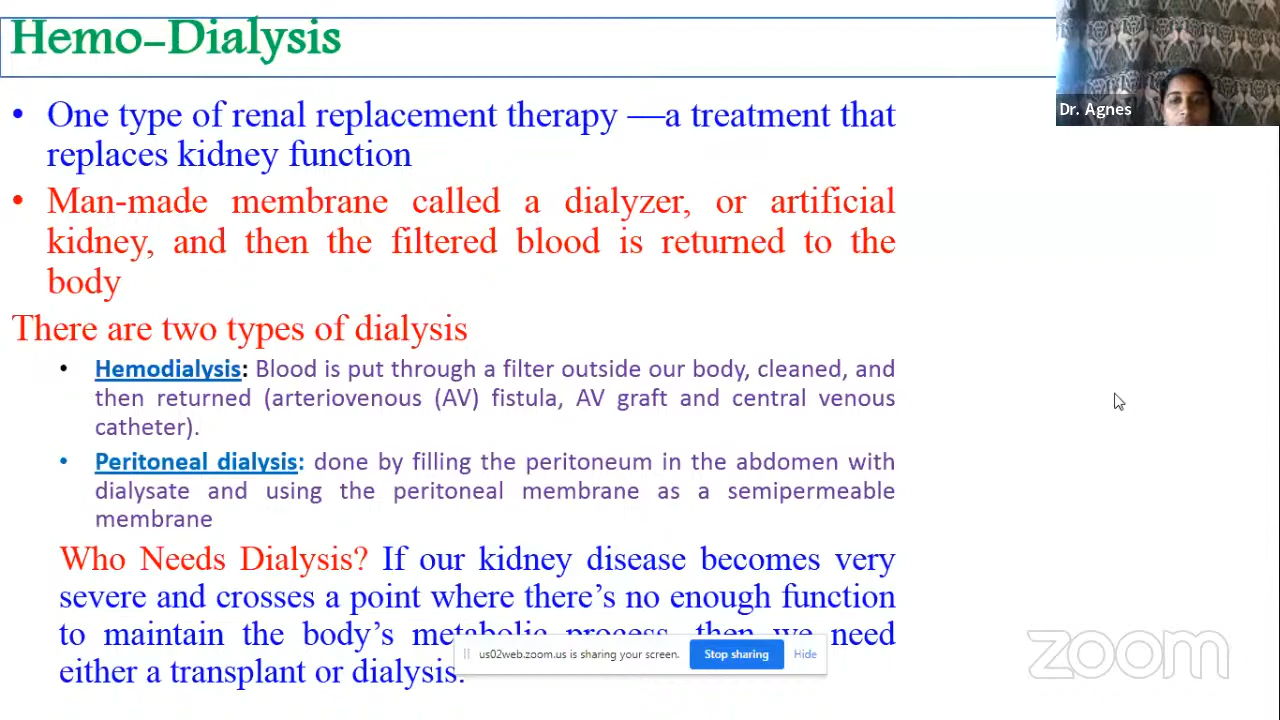 Hemo-Dialysis
Dr. Agnes
• One type of renal replacement therapy —a treatment that
replaces kidney function
• Man-made membrane called a dialyzer, or artificial
kidney, and then the filtered blood is returned to the
body
There are two types of dialysis
• Hemodialysis: Blood is put through a filter outside our body, cleaned, and
then returned (arteriovenous (AV) fistula, AV graft and central venous
catheter).
• Peritoneal dialysis: done by filling the peritoneum in the abdomen with
dialysate and using the peritoneal membrane as a semipermeable
membrane
Who Needs Dialysis? If our kidney disease becomes very
severe and crosses a point where there’s no enough function
to maintain the body’s metabolic process, then we need
either a transplant or dialysis.
us02web.zoom.us is sharing your screen. Stop sharing Hide
zoom